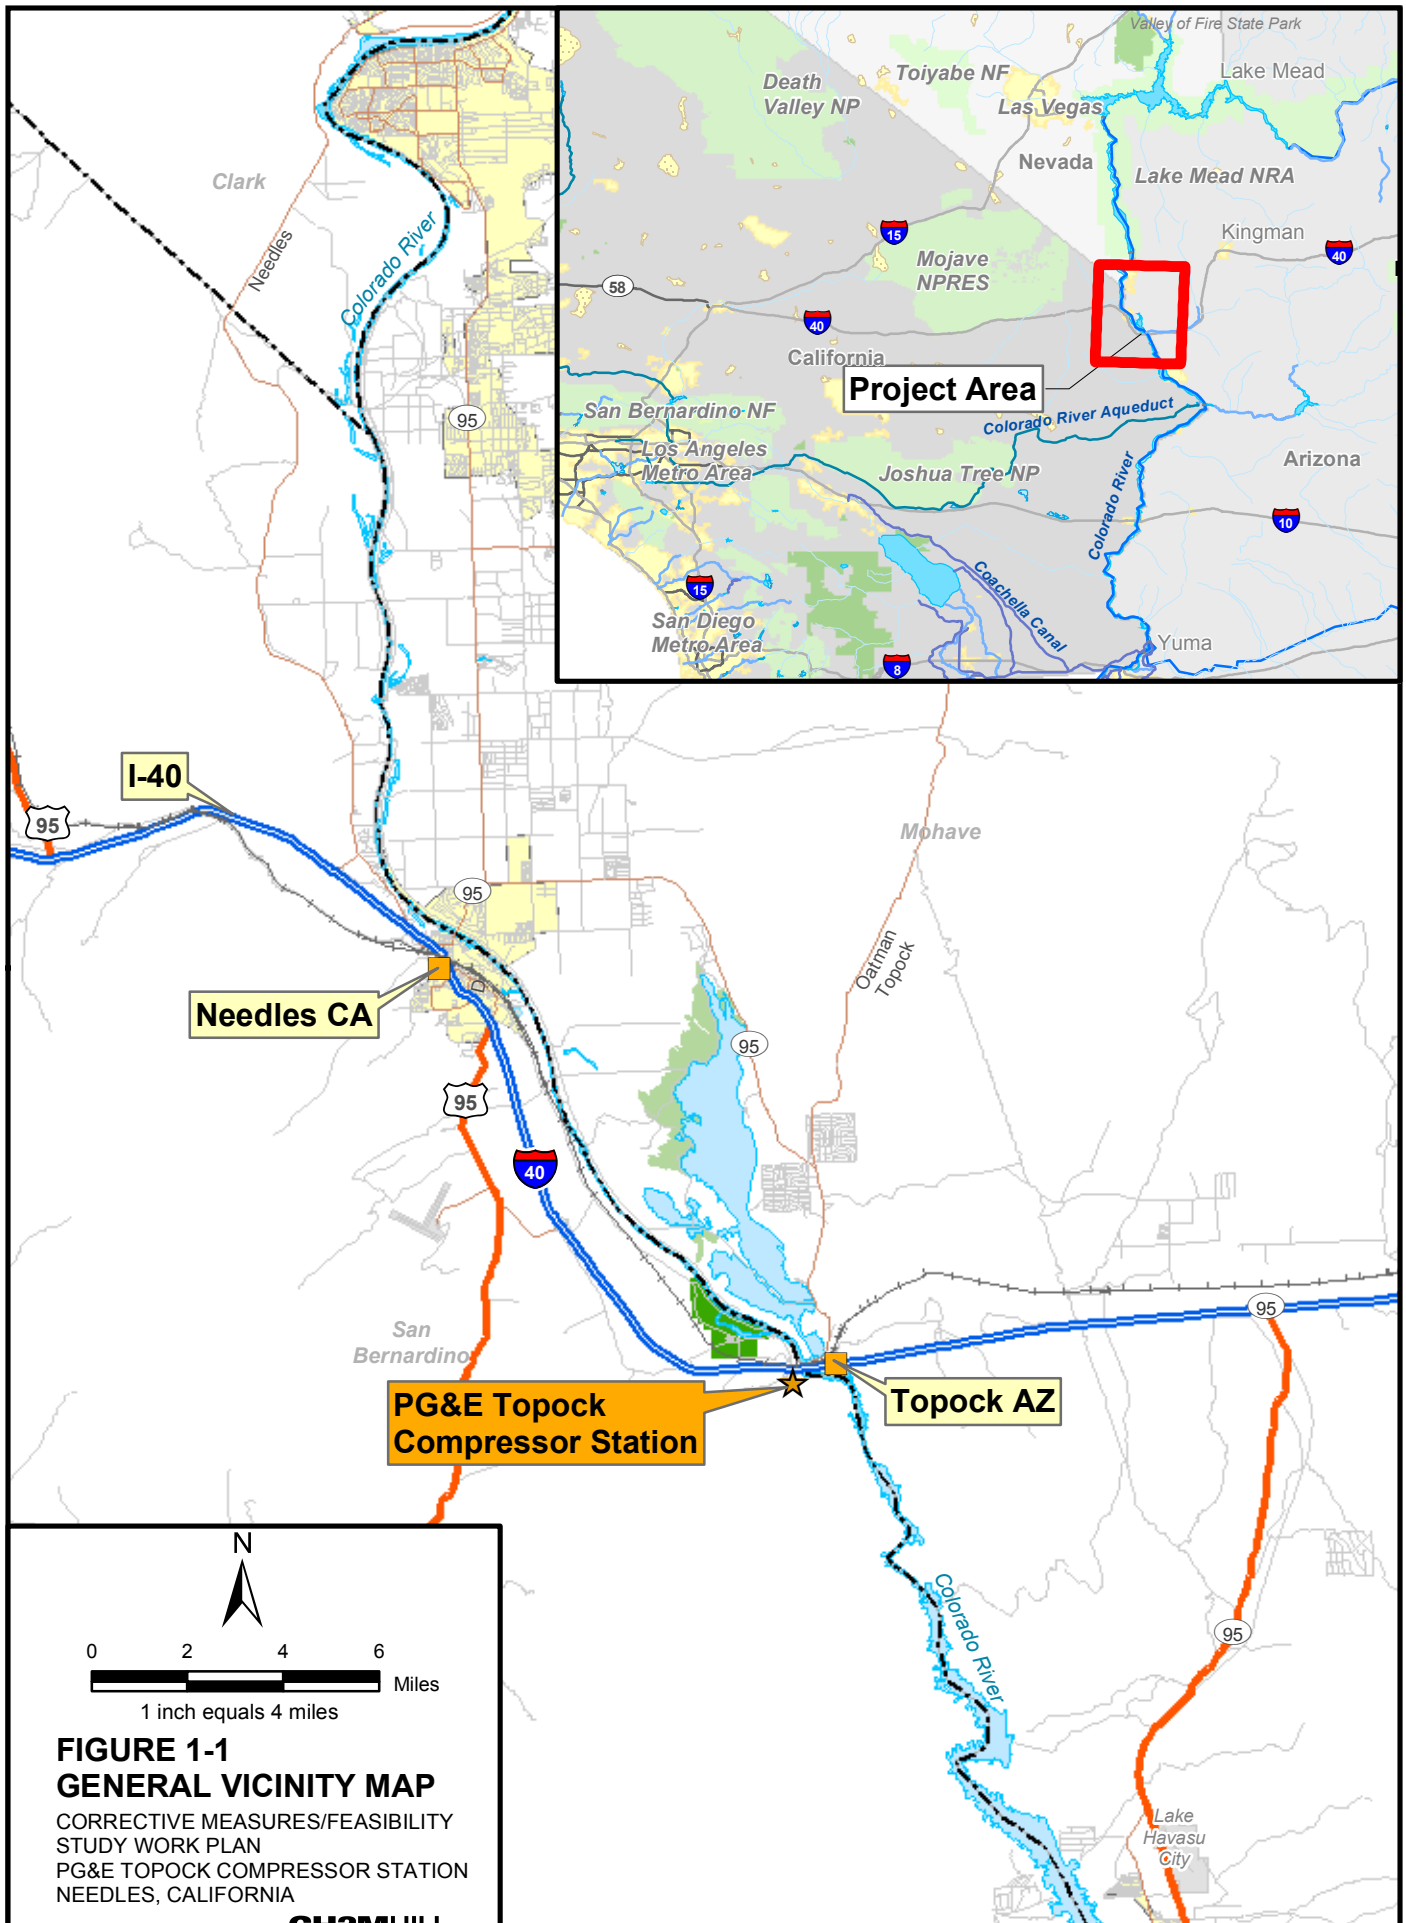 Valley of Fire State Park
Death
Valley NP
Toiyabe NF
Lake Mead
Las Vegas
Nevada
Lake Mead NRA
Clark
Needles
Colorado River
15
Kingman
40
Mojave
NPRES
58
40
California
Project Area
San Bernardino NF
Colorado River Aqueduct
95
Los Angeles
Metro Area
Joshua Tree NP
Arizona
Colorado River
10
15
Coachella Canal
San Diego
Metro Area
Yuma
8
I-40
95
Mohave
95
Oatman
Topock
D
Needles CA
95
95
40
San
Bernardino
95
PG&E Topock
Compressor Station
Topock AZ
Colorado River
95
Lake
Havasu
City
N
0 2 4 6
Miles
1 inch equals 4 miles
FIGURE 1-1
GENERAL VICINITY MAP
CORRECTIVE MEASURES/FEASIBILITY
STUDY WORK PLAN
PG&E TOPOCK COMPRESSOR STATION
NEEDLES, CALIFORNIA
CH2MHILL